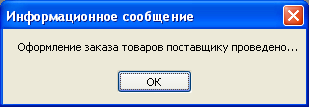 Информационное сообщение
Оформление заказа товаров поставщику проведено...
OK